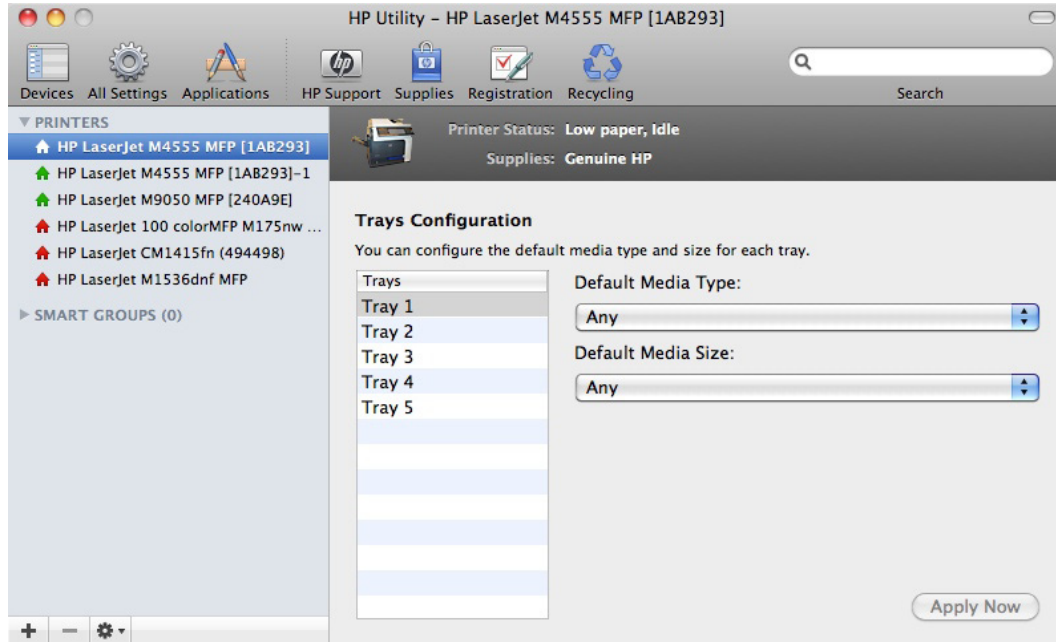 HP Utility – HP LaserJet M4555 MFP [1AB293]
Devices All Settings Applications HP Support Supplies Registration Recycling Search
hp
PRINTERS
HP LaserJet M4555 MFP [1AB293]
HP LaserJet M4555 MFP [1AB293]-1
HP LaserJet M9050 MFP [240A9E]
HP LaserJet 100 colorMFP M175nw ...
HP LaserJet CM1415fn (494498)
HP LaserJet M1536dnf MFP
SMART GROUPS (0)
Printer Status: Low paper, Idle
Supplies: Genuine HP
Trays Configuration
You can configure the default media type and size for each tray.
Trays
Tray 1
Tray 2
Tray 3
Tray 4
Tray 5
Default Media Type:
Any
Default Media Size:
Any
Apply Now